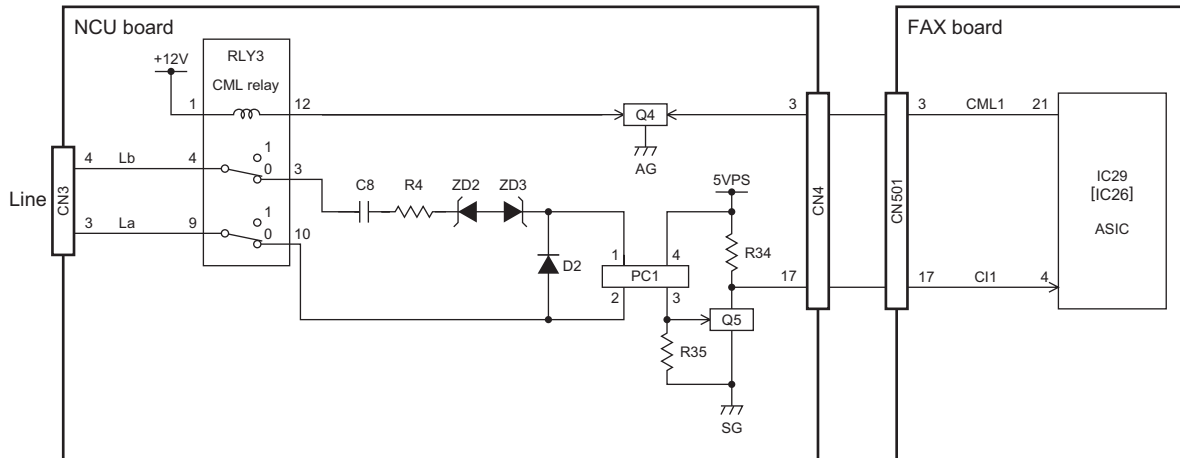 NCU board
FAX board
+12V
RLY3
CML relay
1
12
Q4
AG
3
3
CML1
21
Line
CN3
4
Lb
4
1
0
3
C8
R4
ZD2
ZD3
5VPS
CN4
CN501
IC29
[IC26]
ASIC
3
La
9
1
0
10
D2
1
4
PC1
2
3
R34
17
17
CI1
4
Q5
R35
SG